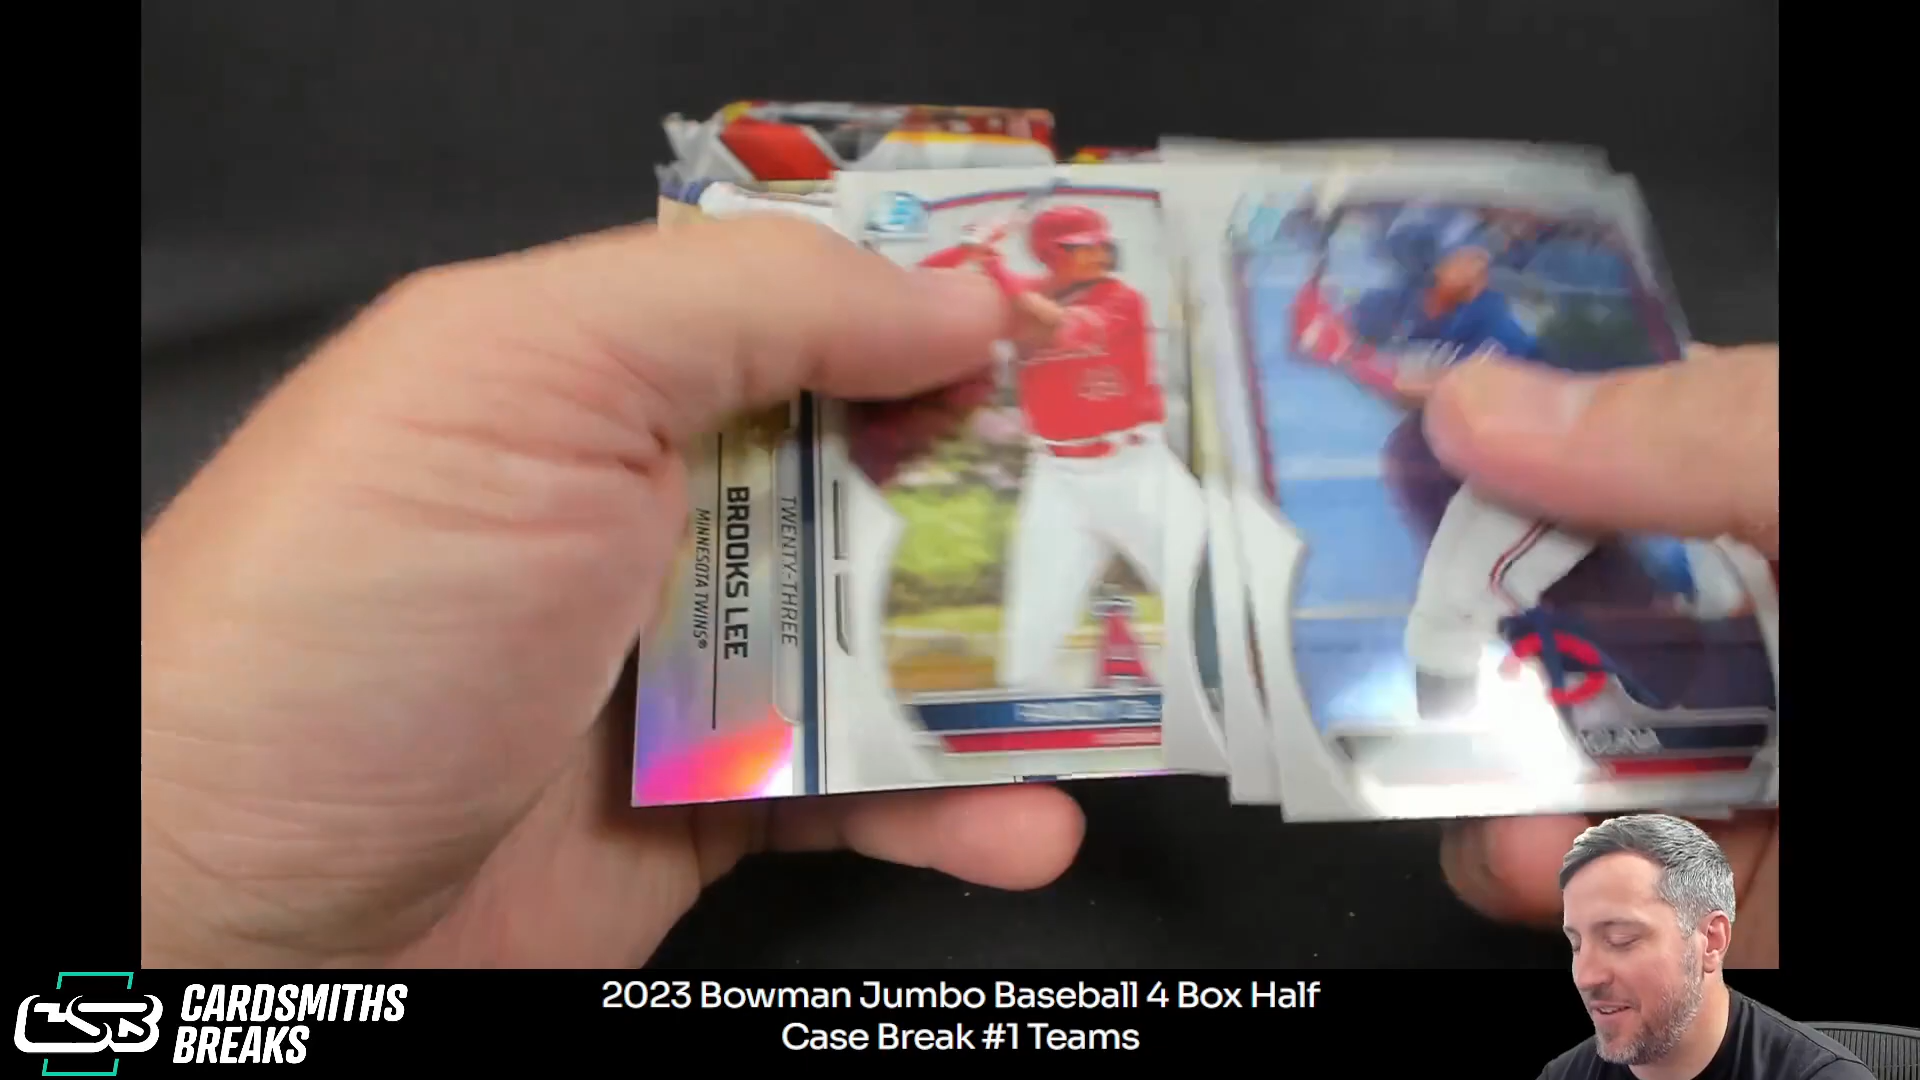 TWENTY-THREE
BROOKS LEE
MINNESOTA TWINS®
CSB
CARDSMITHS
BREAKS
2023 Bowman Jumbo Baseball 4 Box Half
Case Break #1 Teams